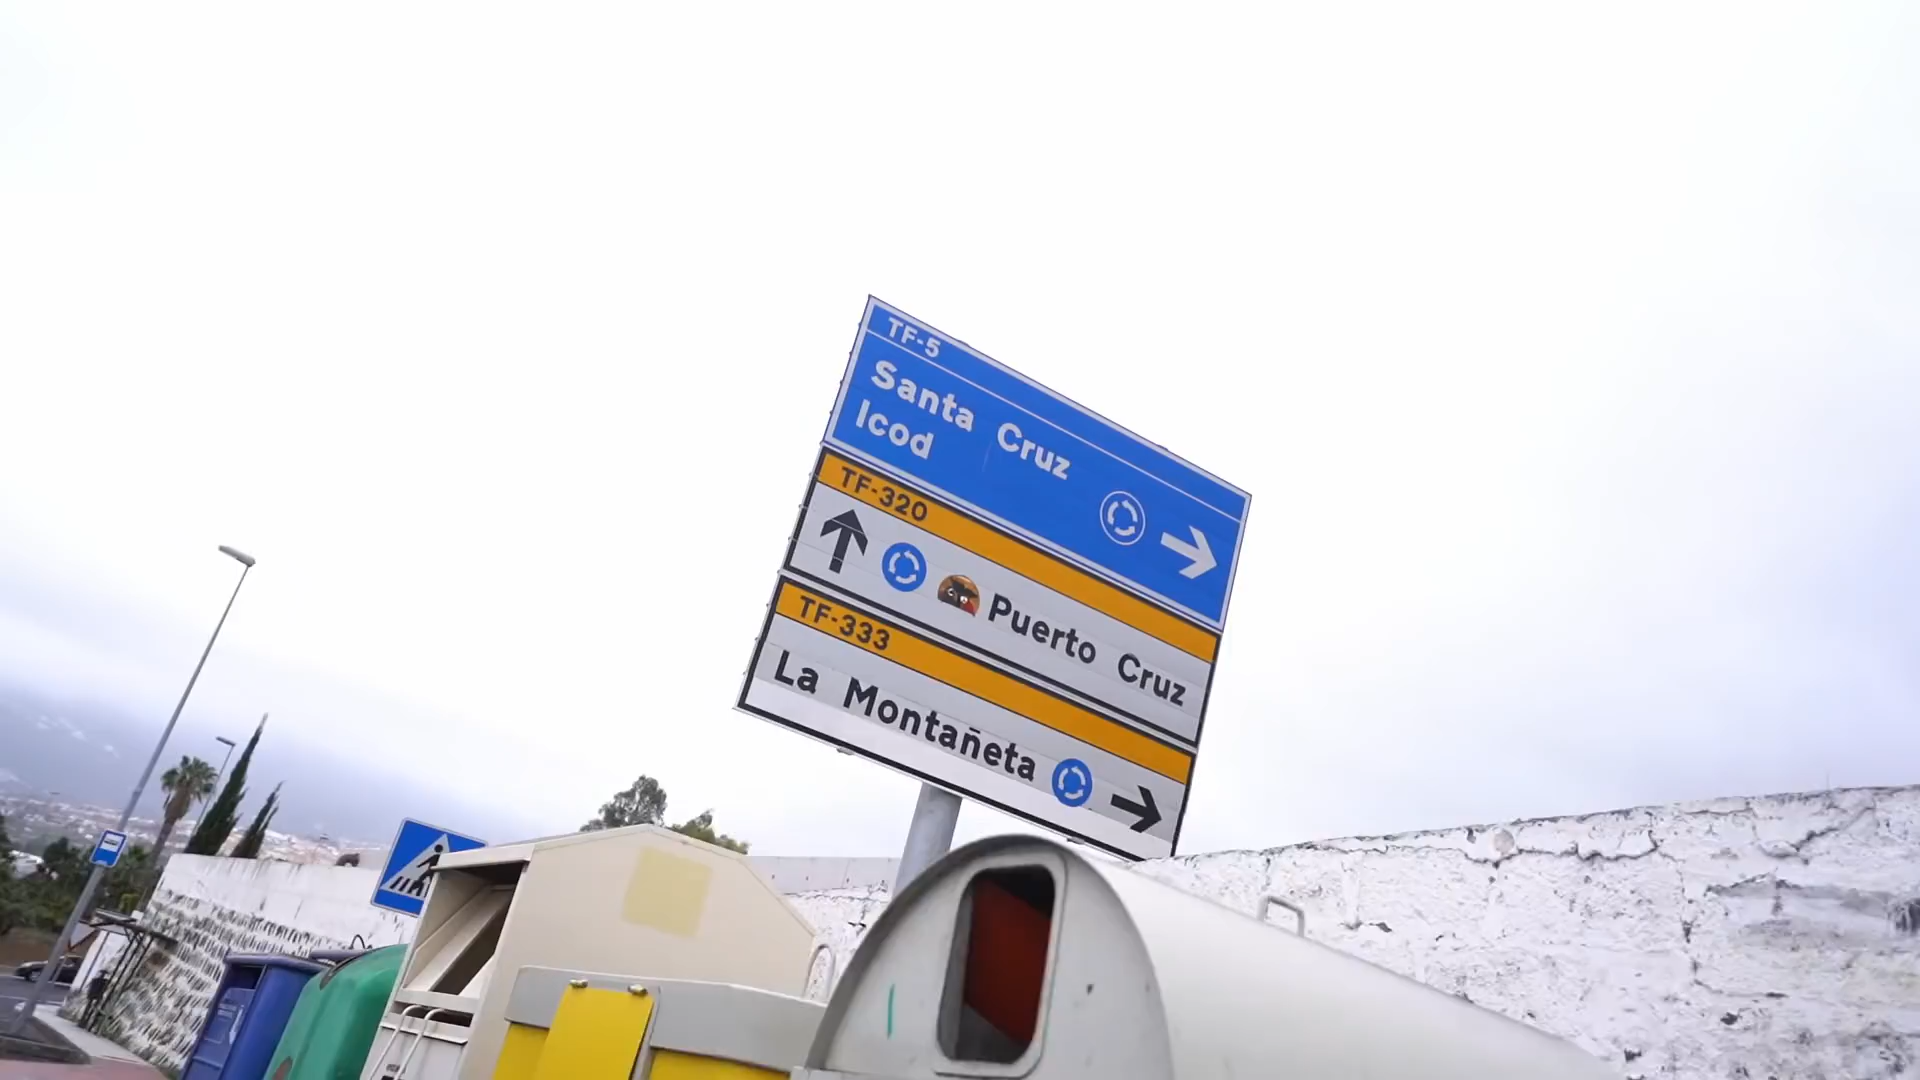 TF-5
Santa Cruz
Icod
TF-320
Puerto Cruz
TF-333
La Montañeta